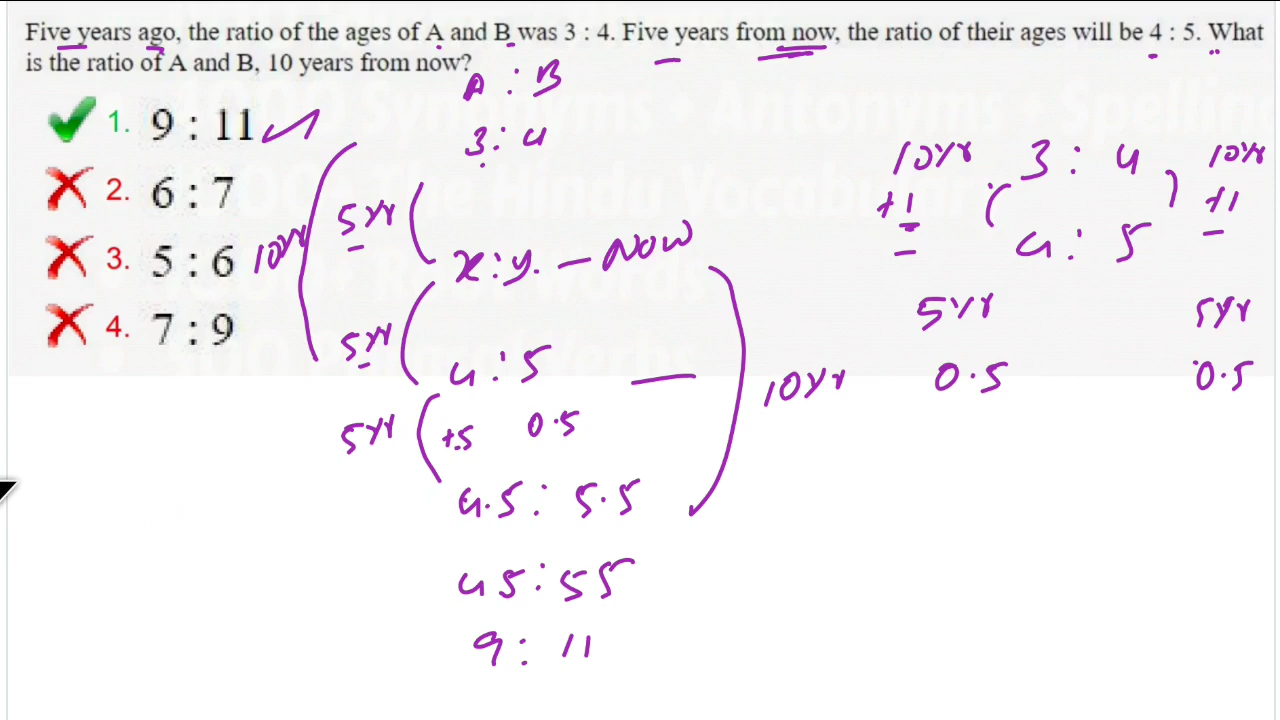 Five years ago, the ratio of the ages of A and B was 3 : 4. Five years from now, the ratio of their ages will be 4 : 5. What
is the ratio of A and B, 10 years from now?
1. 9 : 11
2. 6 : 7
3. 5 : 6
4. 7 : 9
A : B
3 : 4
5yr
x : y. — Now
10yr
5yr
4 : 5
5yr
+.5 0.5
4.5 : 5.5
45 : 55
9 : 11
10yr
10yr 3 : 4 10yr
+1 +1
4 : 5
5yr 5yr
0.5 0.5